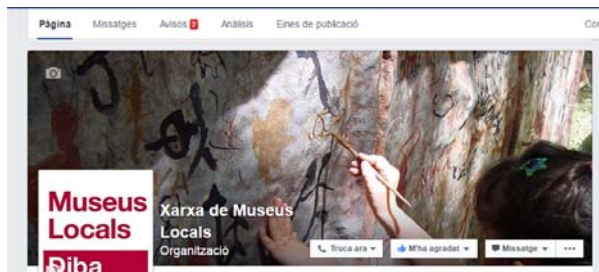 Pàgina Missatges Avisos 2 Anàlisis Eines de publicació
Museus
Locals
Diba
Xarxa de Museus
Locals
Organització
Truca ara M'ha agradat Missatge •••